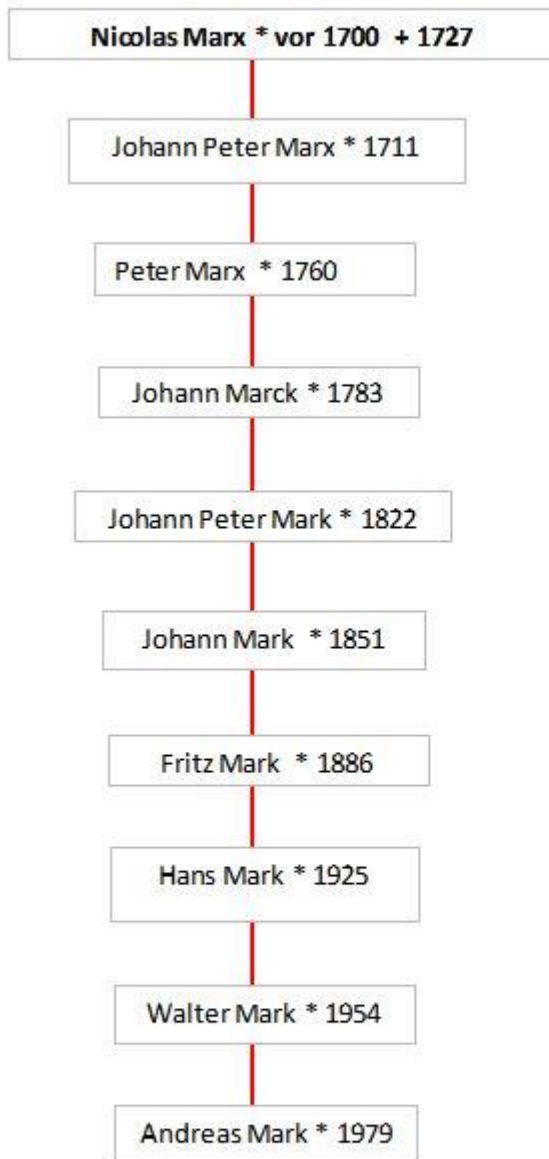 Nicolas Marx * vor 1700 + 1727
Johann Peter Marx * 1711
Peter Marx * 1760
Johann Marck * 1783
Johann Peter Mark * 1822
Johann Mark * 1851
Fritz Mark * 1886
Hans Mark * 1925
Walter Mark * 1954
Andreas Mark * 1979